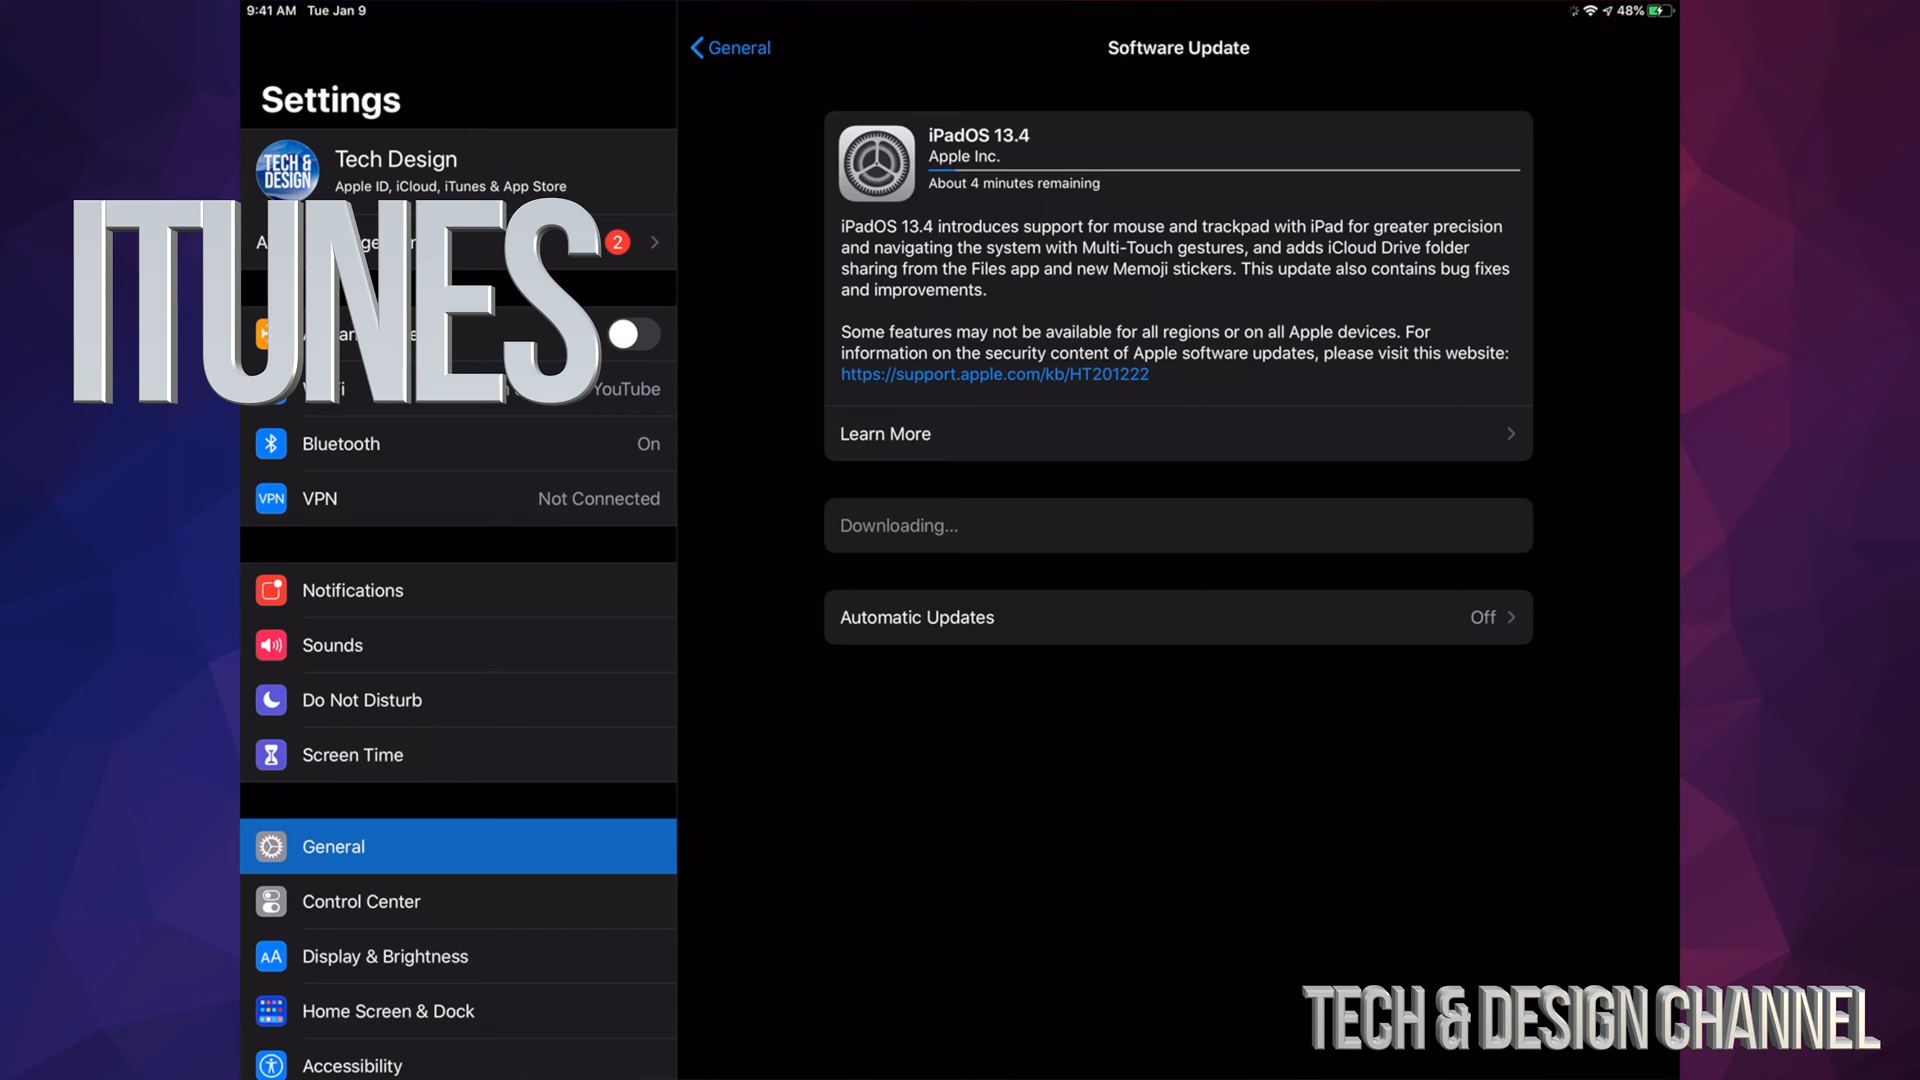 9:41 AM Tue Jan 9
48%
General
Software Update
Settings
TECH &
DESIGN
Tech Design
Apple ID, iCloud, iTunes & App Store
2
ITUNES
YouTube
Bluetooth
On
VPN
VPN
Not Connected
Notifications
Sounds
Do Not Disturb
Screen Time
General
Control Center
AA
Display & Brightness
Home Screen & Dock
Accessibility
iPadOS 13.4
Apple Inc.
About 4 minutes remaining
iPadOS 13.4 introduces support for mouse and trackpad with iPad for greater precision
and navigating the system with Multi-Touch gestures, and adds iCloud Drive folder
sharing from the Files app and new Memoji stickers. This update also contains bug fixes
and improvements.
Some features may not be available for all regions or on all Apple devices. For
information on the security content of Apple software updates, please visit this website:
https://support.apple.com/kb/HT201222
Learn More
Downloading...
Automatic Updates
Off
TECH & DESIGN CHANNEL